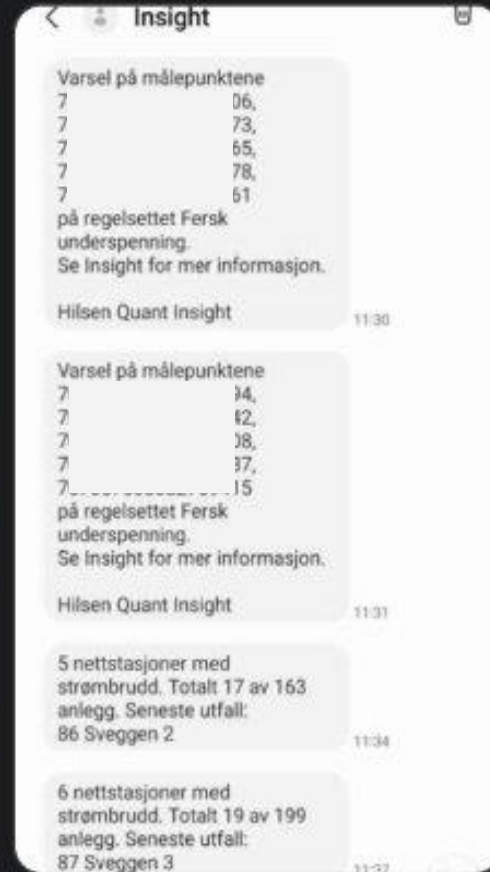 Insight
Varsel på målepunktene
7 06,
7 73,
7 65,
7 78,
7 61
på regelsettet Fersk
underspenning.
Se Insight for mer informasjon.
Hilsen Quant Insight
11:30
Varsel på målepunktene
7 94,
7 42,
7 08,
7 37,
7 15
på regelsettet Fersk
underspenning.
Se Insight for mer informasjon.
Hilsen Quant Insight
11:31
5 nettstasjoner med
strømbrudd. Totalt 17 av 163
anlegg. Seneste utfall:
86 Sveggen 2
11:34
6 nettstasjoner med
strømbrudd. Totalt 19 av 199
anlegg. Seneste utfall:
87 Sveggen 3
11:37